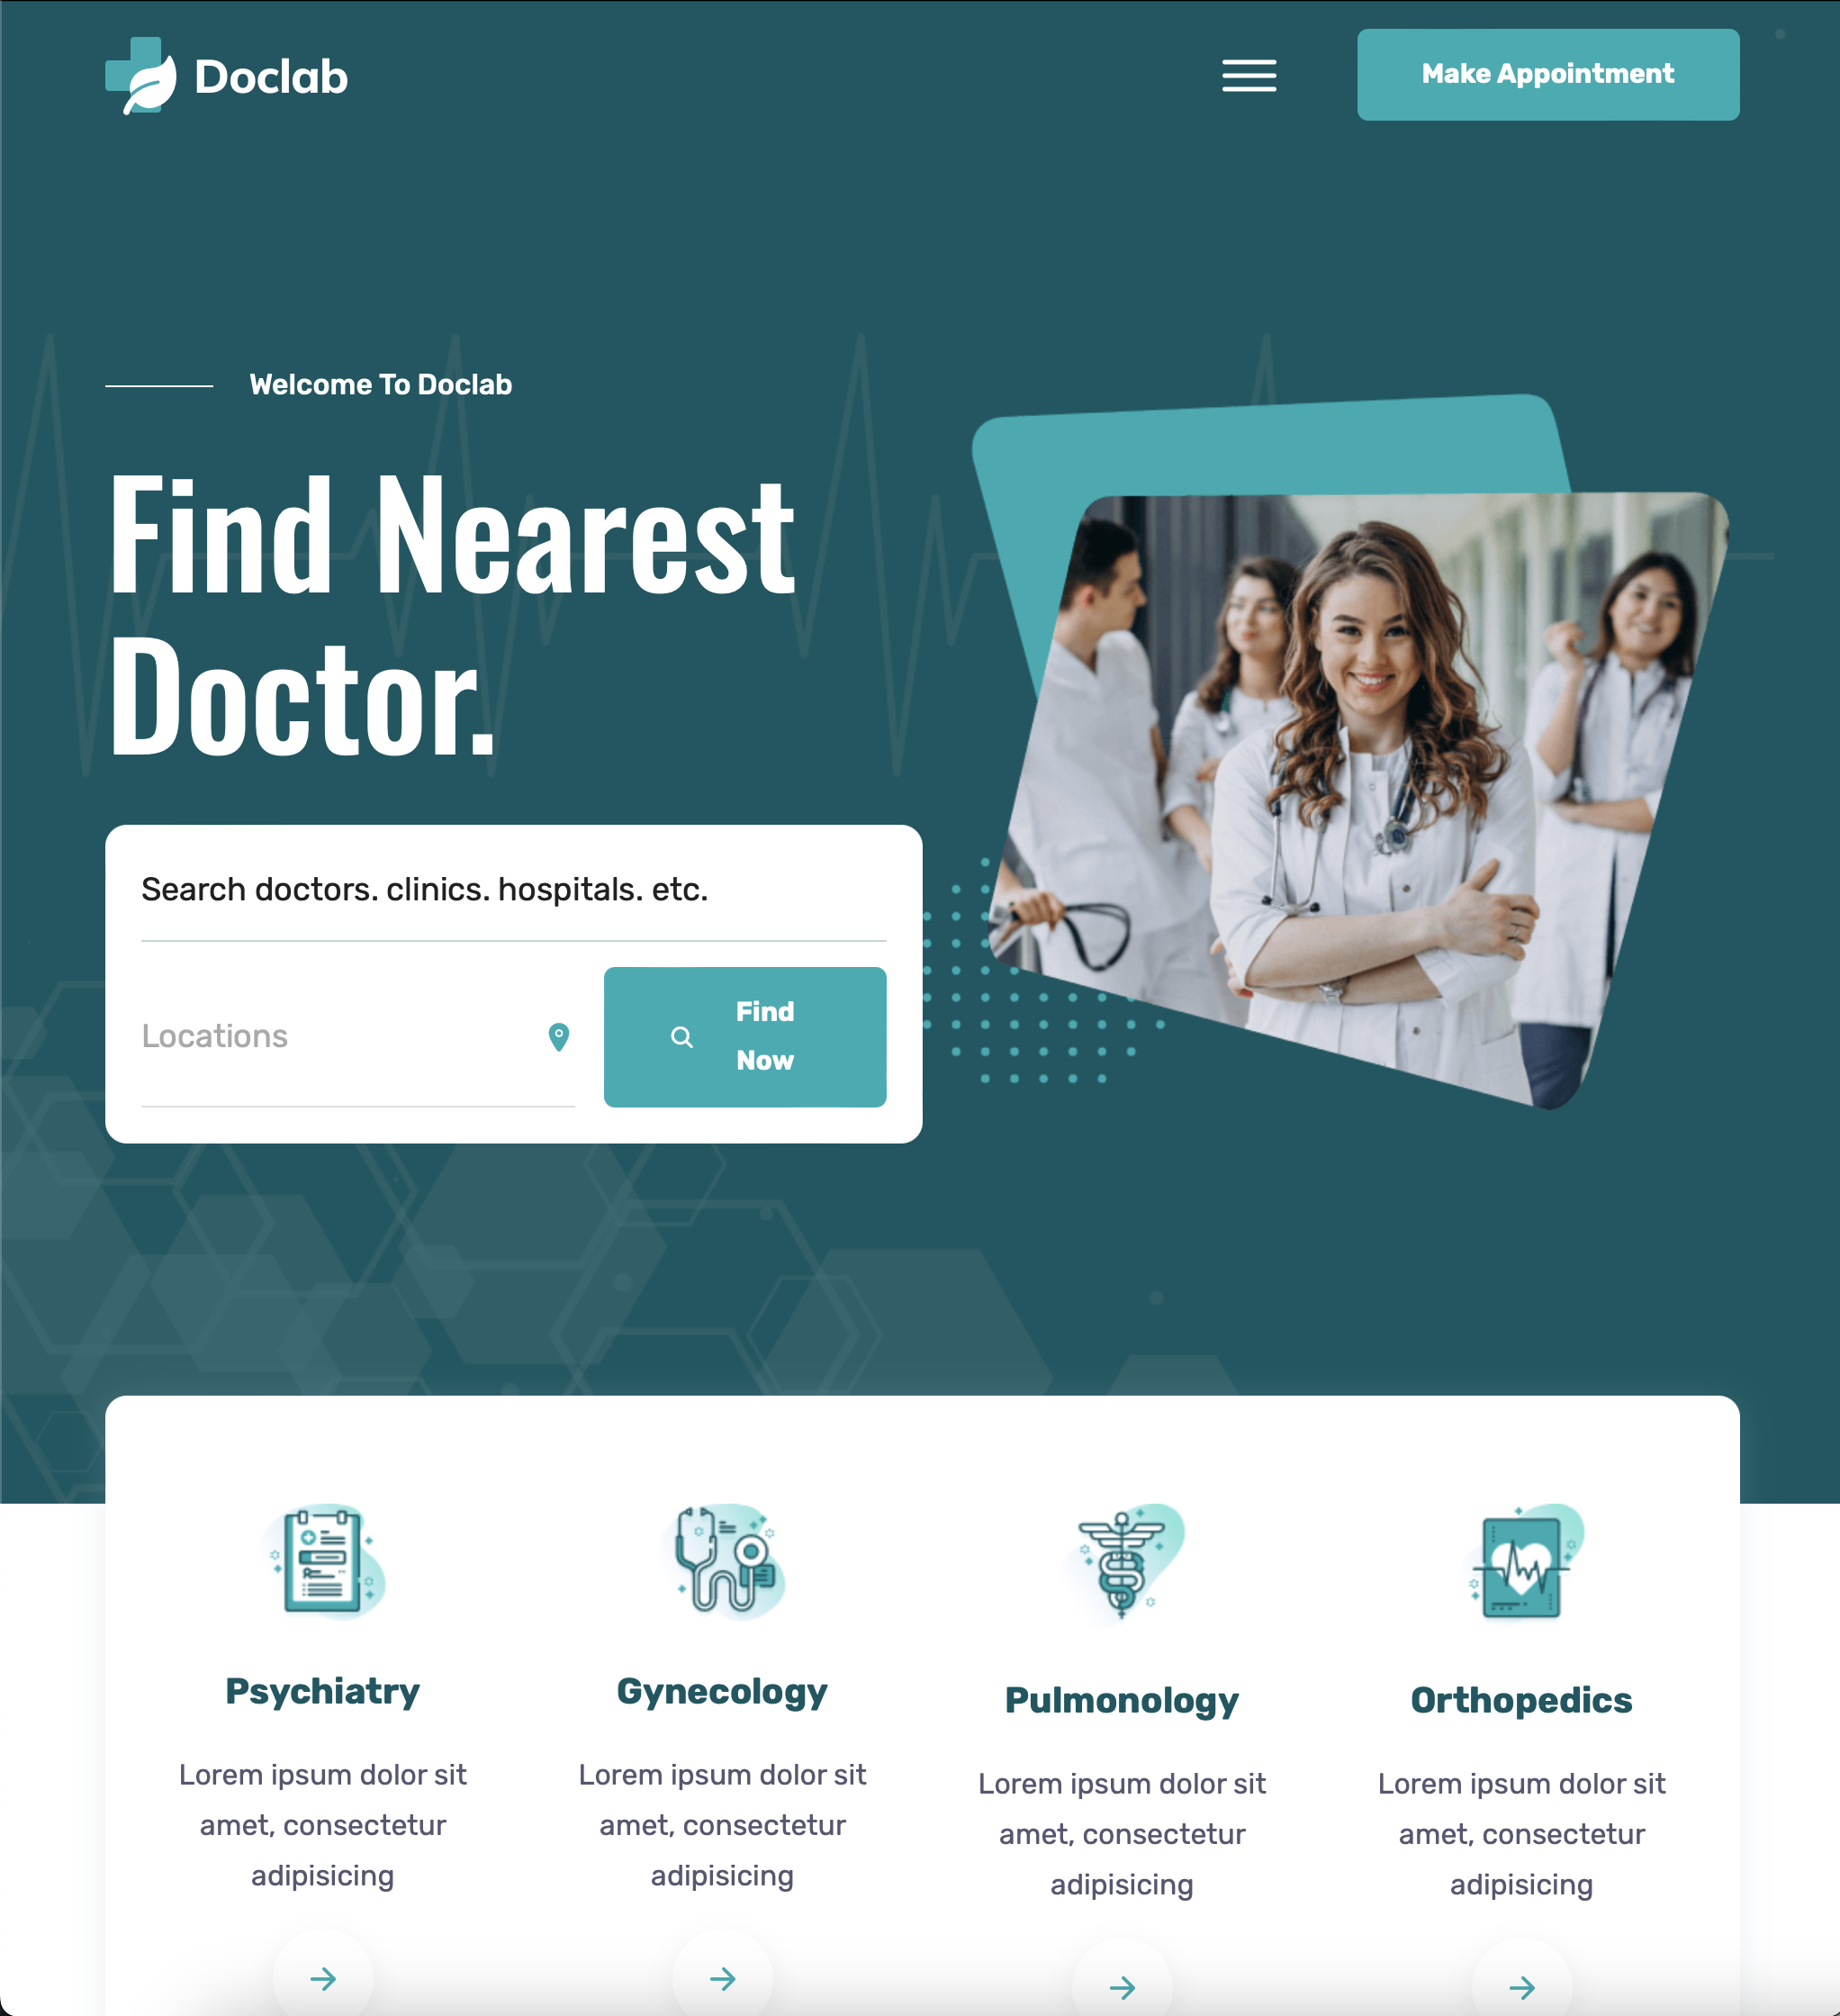 Doclab
Make Appointment
Welcome To Doclab
Find Nearest
Doctor.
Search doctors. clinics. hospitals. etc.
Locations
Find
Now
Psychiatry
Lorem ipsum dolor sit
amet, consectetur
adipisicing
Gynecology
Lorem ipsum dolor sit
amet, consectetur
adipisicing
Pulmonology
Lorem ipsum dolor sit
amet, consectetur
adipisicing
Orthopedics
Lorem ipsum dolor sit
amet, consectetur
adipisicing